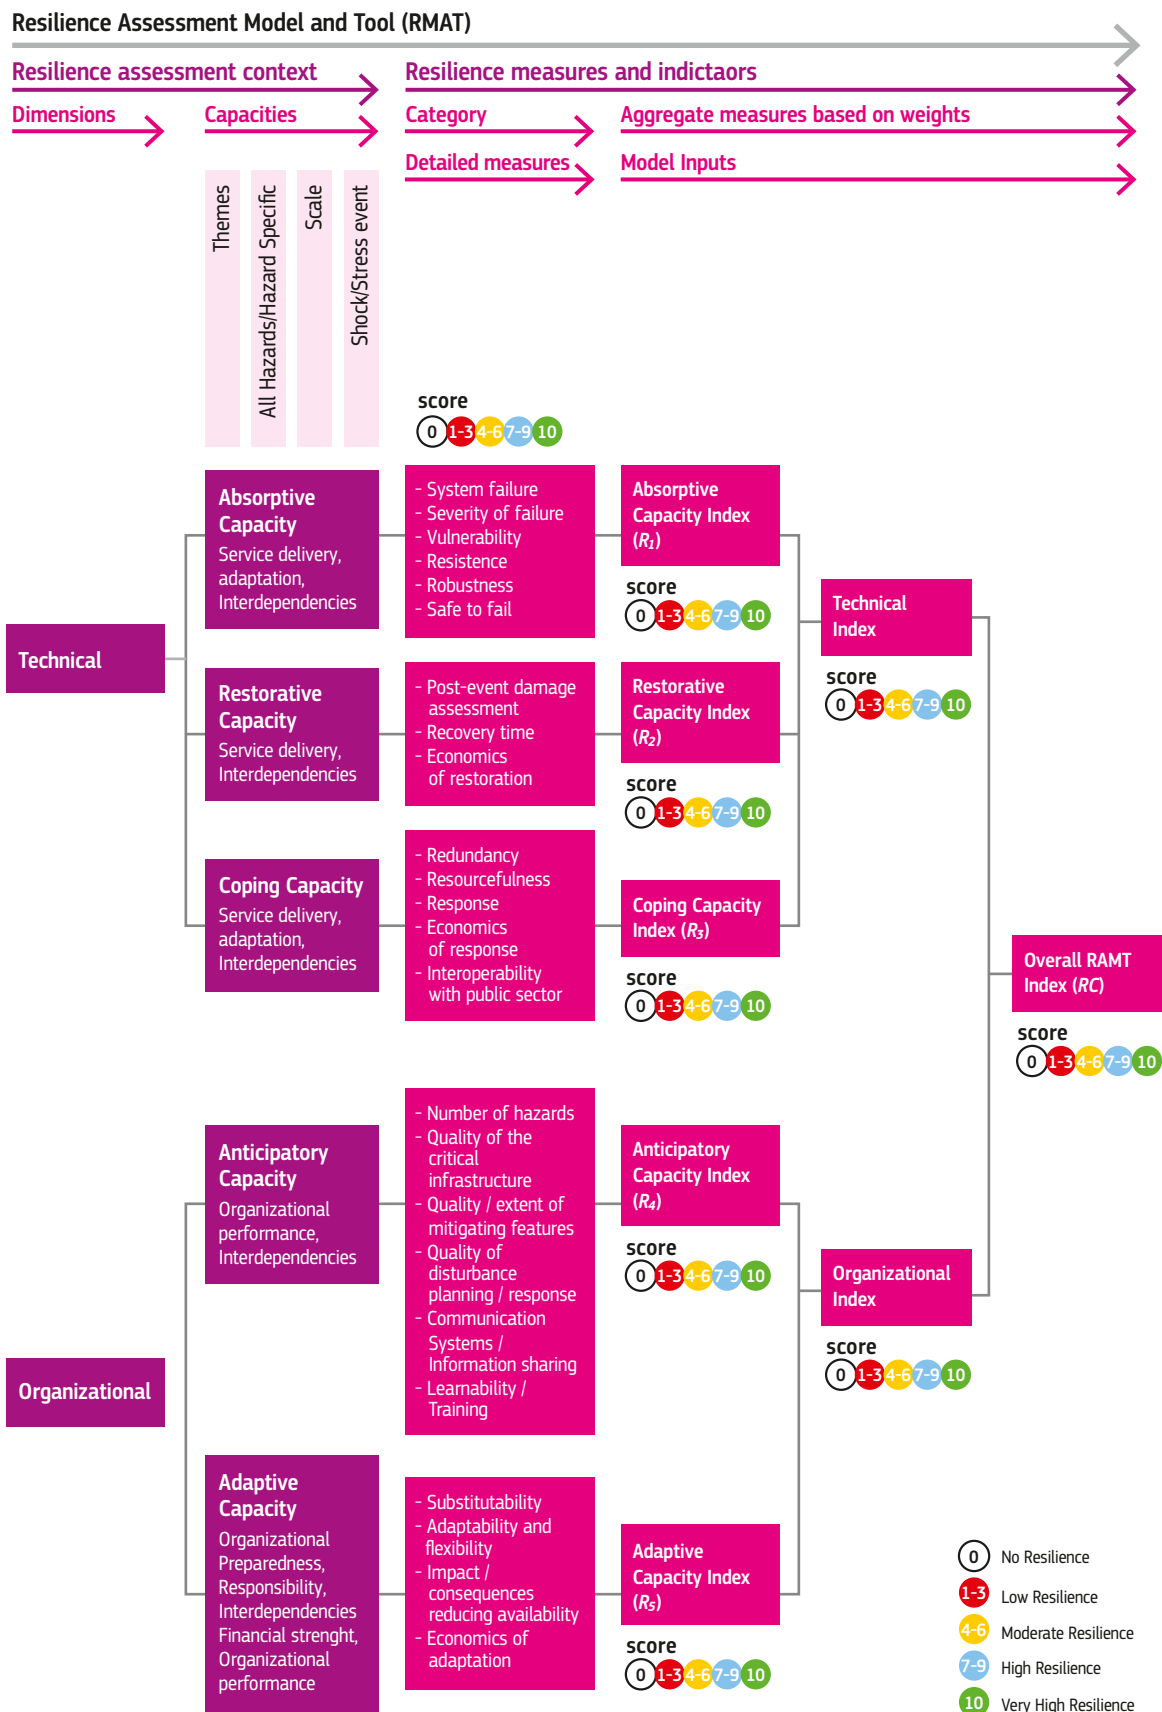 Resilience Assessment Model and Tool (RMAT)
Resilience assessment context
Resilience measures and indictaors
Dimensions
Capacities
Category
Aggregate measures based on weights
Detailed measures
Model Inputs
Themes
All Hazards/Hazard Specific
Scale
Shock/Stress event
score
0 1-3 4-6 7-9 10
Technical
Absorptive
Capacity
Service delivery,
adaptation,
Interdependencies
- System failure
- Severity of failure
- Vulnerability
- Resistence
- Robustness
- Safe to fail
Absorptive
Capacity Index
(R1)
score
0 1-3 4-6 7-9 10
Restorative
Capacity
Service delivery,
Interdependencies
- Post-event damage
assessment
- Recovery time
- Economics
of restoration
Restorative
Capacity Index
(R2)
score
0 1-3 4-6 7-9 10
Coping Capacity
Service delivery,
adaptation,
Interdependencies
- Redundancy
- Resourcefulness
- Response
- Economics
of response
- Interoperability
with public sector
Coping Capacity
Index (R3)
score
0 1-3 4-6 7-9 10
Technical
Index
score
0 1-3 4-6 7-9 10
Overall RAMT
Index (RC)
score
0 1-3 4-6 7-9 10
Organizational
Anticipatory
Capacity
Organizational
performance,
Interdependencies
- Number of hazards
- Quality of the
critical
infrastructure
- Quality / extent of
mitigating features
- Quality of
disturbance
planning / response
- Communication
Systems /
Information sharing
- Learnability /
Training
Anticipatory
Capacity Index
(R4)
score
0 1-3 4-6 7-9 10
Organizational
Index
score
0 1-3 4-6 7-9 10
Adaptive
Capacity
Organizational
Preparedness,
Responsibility,
Interdependencies
Financial strenght,
Organizational
performance
- Substitutability
- Adaptability and
flexibility
- Impact /
consequences
reducing availability
- Economics of
adaptation
Adaptive
Capacity Index
(R5)
score
0 1-3 4-6 7-9 10
0 No Resilience
1-3 Low Resilience
4-6 Moderate Resilience
7-9 High Resilience
10 Very High Resilience